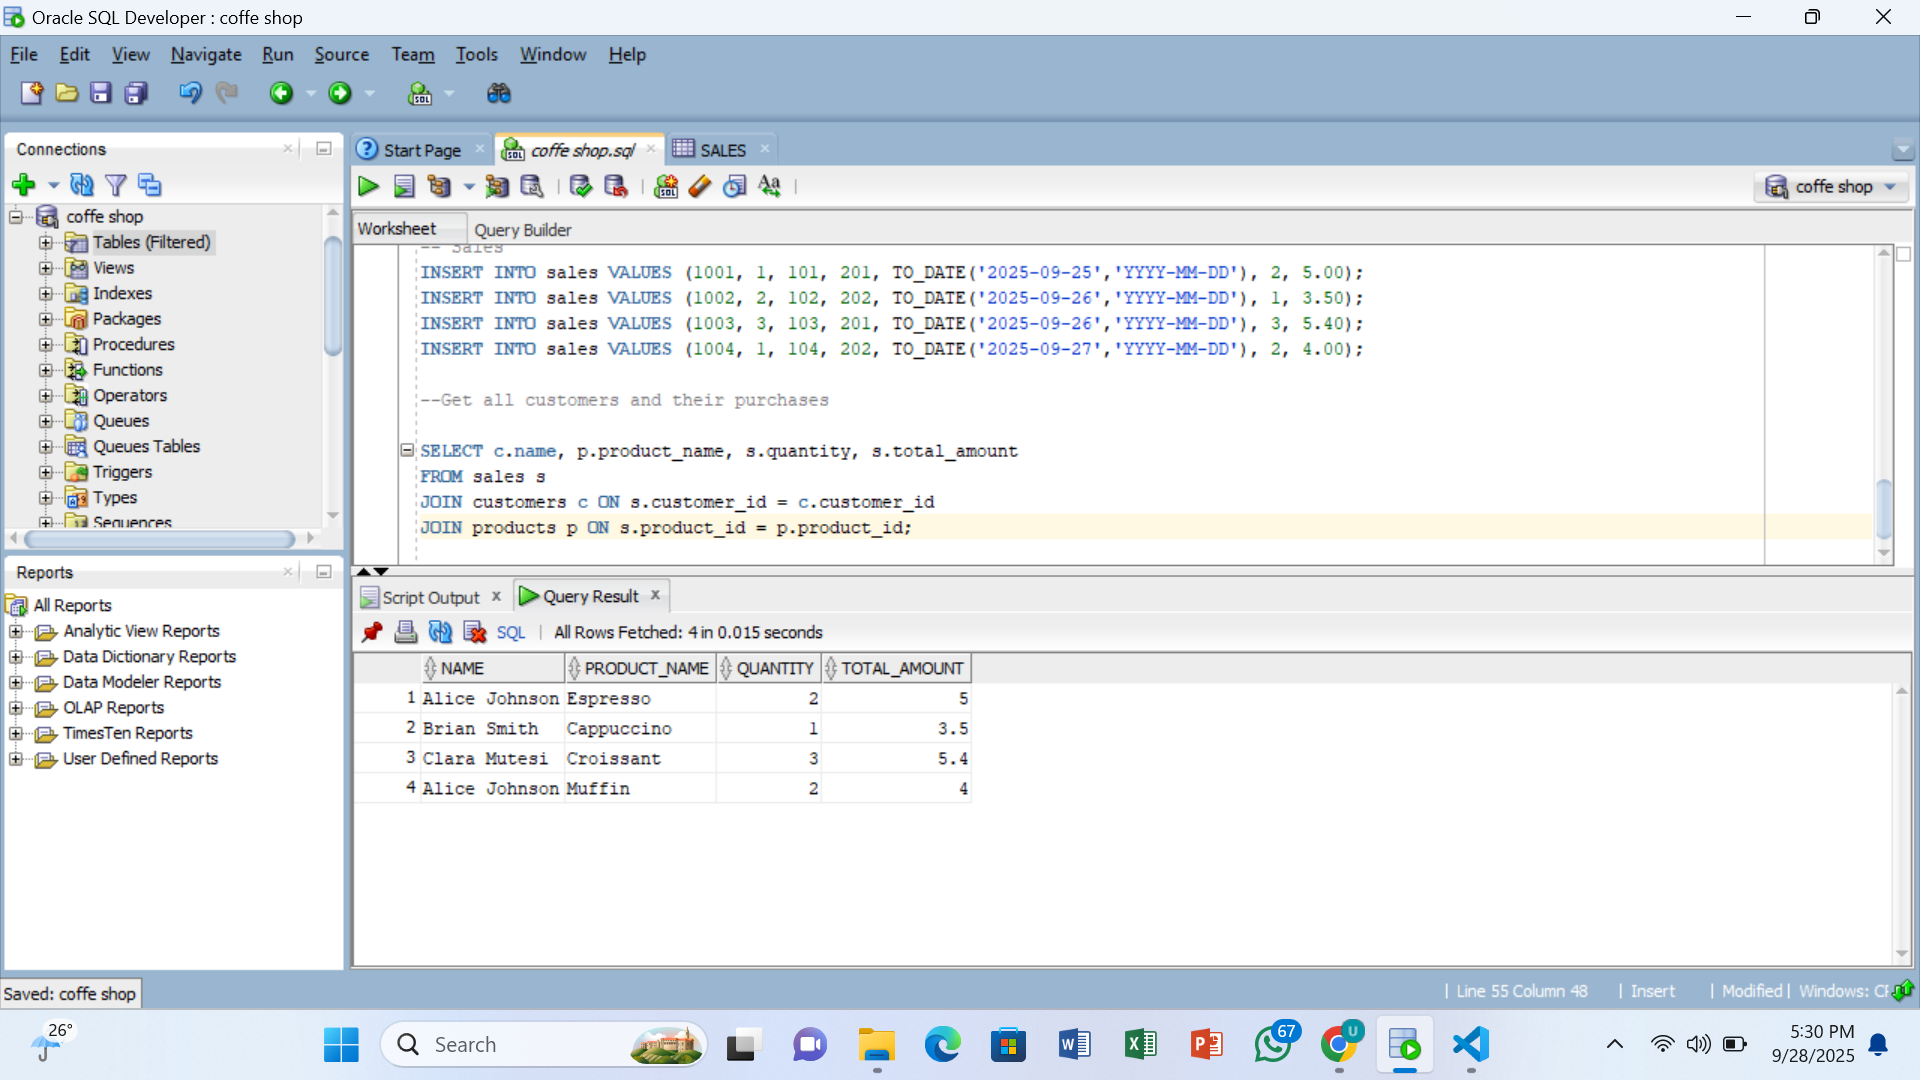 Oracle SQL Developer : coffe shop
File Edit View Navigate Run Source Team Tools Window Help
Connections
coffe shop
Tables (Filtered)
Views
Indexes
Packages
Procedures
Functions
Operators
Queues
Queues Tables
Triggers
Types
Sequences
Reports
All Reports
Analytic View Reports
Data Dictionary Reports
Data Modeler Reports
OLAP Reports
TimesTen Reports
User Defined Reports
Start Page coffe shop.sql SALES
coffe shop
Worksheet Query Builder
-- Sales
INSERT INTO sales VALUES (1001, 1, 101, 201, TO_DATE('2025-09-25','YYYY-MM-DD'), 2, 5.00);
INSERT INTO sales VALUES (1002, 2, 102, 202, TO_DATE('2025-09-26','YYYY-MM-DD'), 1, 3.50);
INSERT INTO sales VALUES (1003, 3, 103, 201, TO_DATE('2025-09-26','YYYY-MM-DD'), 3, 5.40);
INSERT INTO sales VALUES (1004, 1, 104, 202, TO_DATE('2025-09-27','YYYY-MM-DD'), 2, 4.00);
--Get all customers and their purchases
SELECT c.name, p.product_name, s.quantity, s.total_amount
FROM sales s
JOIN customers c ON s.customer_id = c.customer_id
JOIN products p ON s.product_id = p.product_id;
Script Output Query Result
SQL All Rows Fetched: 4 in 0.015 seconds
NAME PRODUCT_NAME QUANTITY TOTAL_AMOUNT
1 Alice Johnson Espresso 2 5
2 Brian Smith Cappuccino 1 3.5
3 Clara Mutesi Croissant 3 5.4
4 Alice Johnson Muffin 2 4
Saved: coffe shop
Line 55 Column 48 Insert Modified Windows: CR
26°
Search
67
U
5:30 PM
9/28/2025